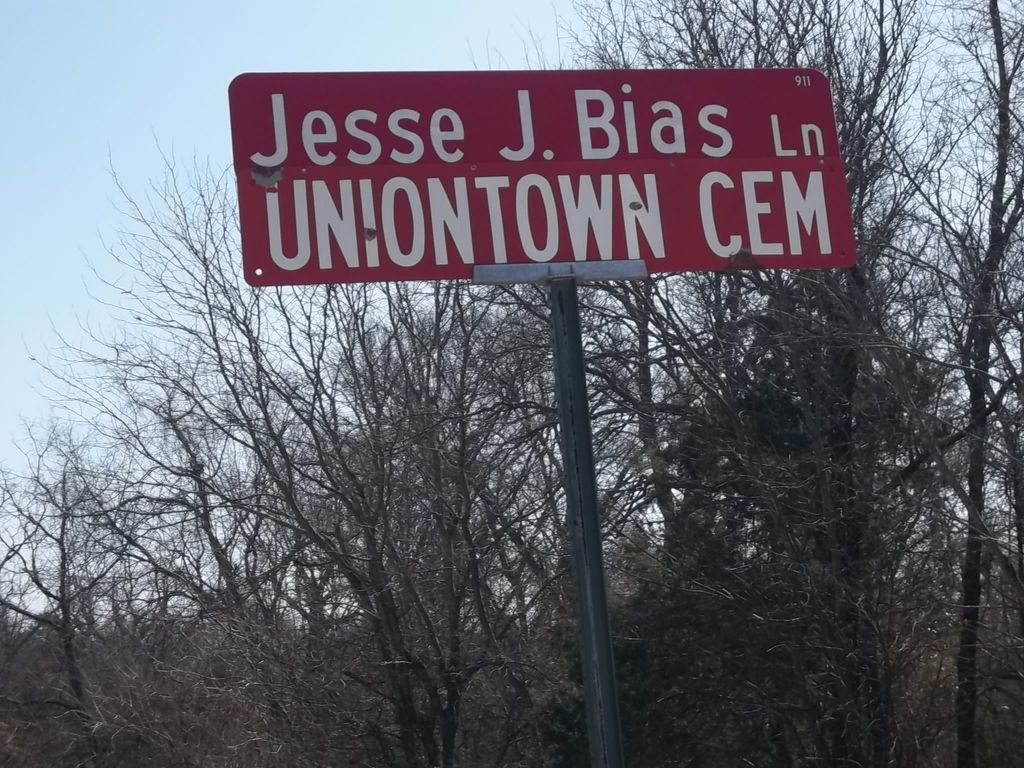 911
Jesse J. Bias Ln
UNIONTOWN CEM